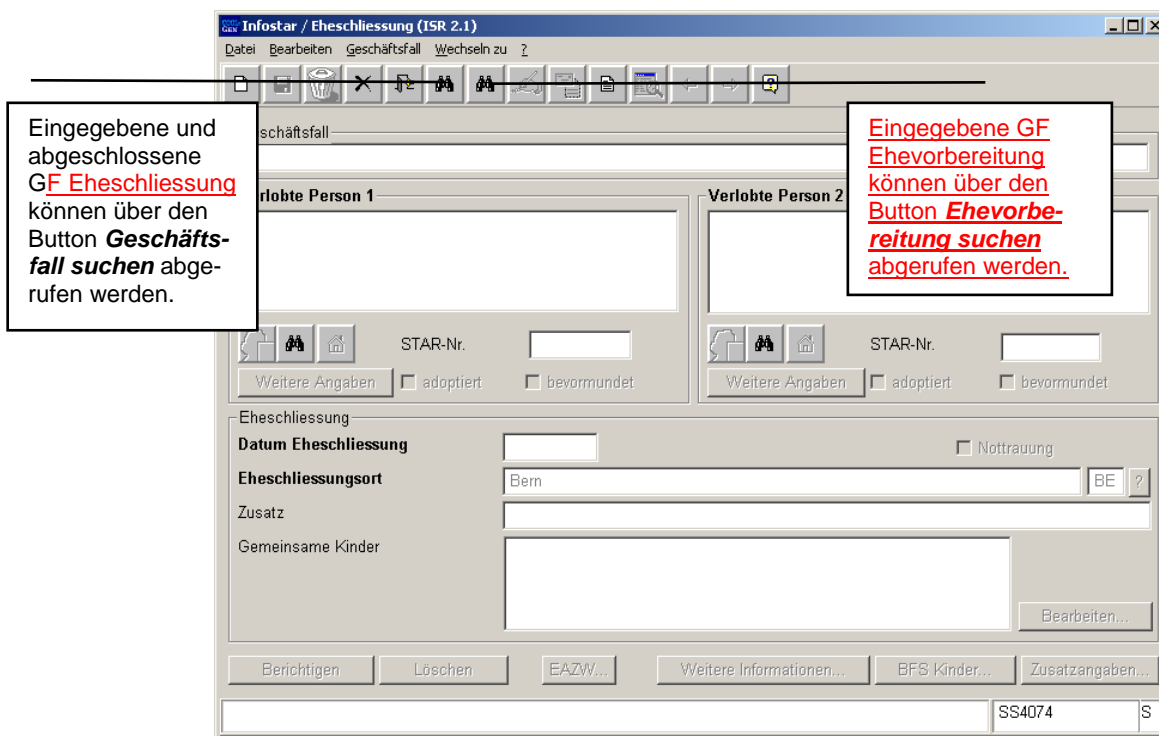 Infostar / Eheschliessung (ISR 2.1)
Datei Bearbeiten Geschäftsfall Wechseln zu ?
Eingegebene und
abgeschlossene
GF Eheschliessung
können über den
Button Geschäfts-
fall suchen abge-
rufen werden.
schäftsfall
Eingegebene GF
Ehevorbereitung
können über den
Button Ehevorbe-
reitung suchen
abgerufen werden.
rlobte Person 1
Verlobte Person 2
STAR-Nr.
STAR-Nr.
Weitere Angaben adoptiert bevormundet
Weitere Angaben adoptiert bevormundet
Eheschliessung
Datum Eheschliessung
Nottrauung
Eheschliessungsort Bern BE ?
Zusatz
Gemeinsame Kinder
Bearbeiten...
Berichtigen Löschen EAZW... Weitere Informationen... BFS Kinder... Zusatzangaben...
SS4074 S